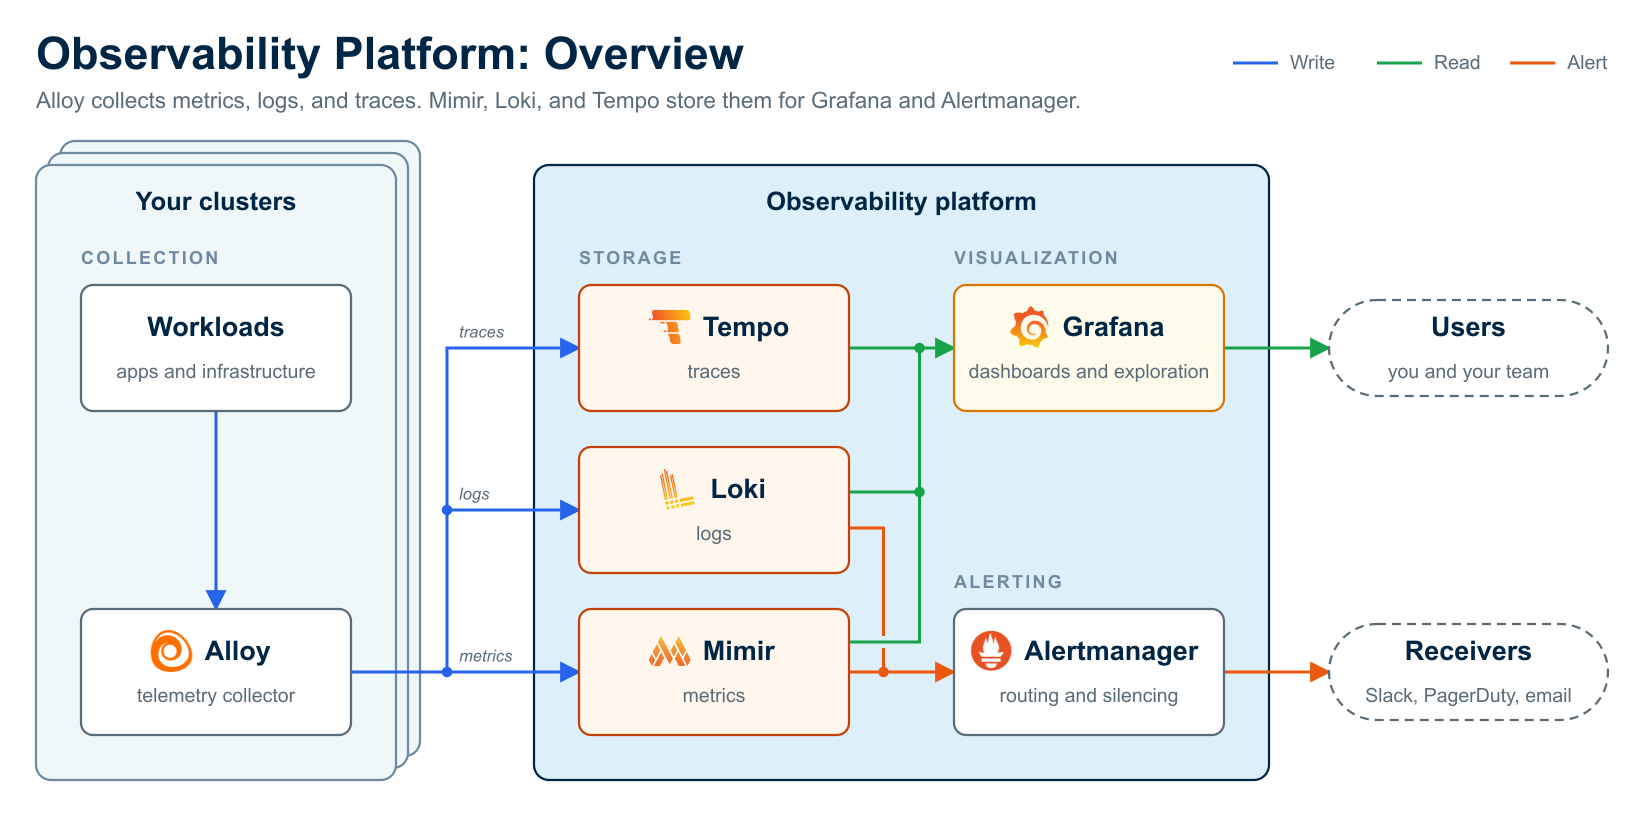 Observability Platform: Overview
Write
Read
Alert
Alloy collects metrics, logs, and traces. Mimir, Loki, and Tempo store them for Grafana and Alertmanager.
Your clusters
COLLECTION
Workloads
apps and infrastructure
Alloy
telemetry collector
traces
logs
metrics
Observability platform
STORAGE
Tempo
traces
Loki
logs
Mimir
metrics
VISUALIZATION
Grafana
dashboards and exploration
ALERTING
Alertmanager
routing and silencing
Users
you and your team
Receivers
Slack, PagerDuty, email